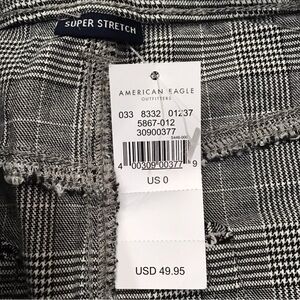 SUPER STRETCH
AMERICAN EAGLE
OUTFITTERS
033 8332 01237
5867-012
30900377
4 00309 00377 9
US 0
USD 49.95